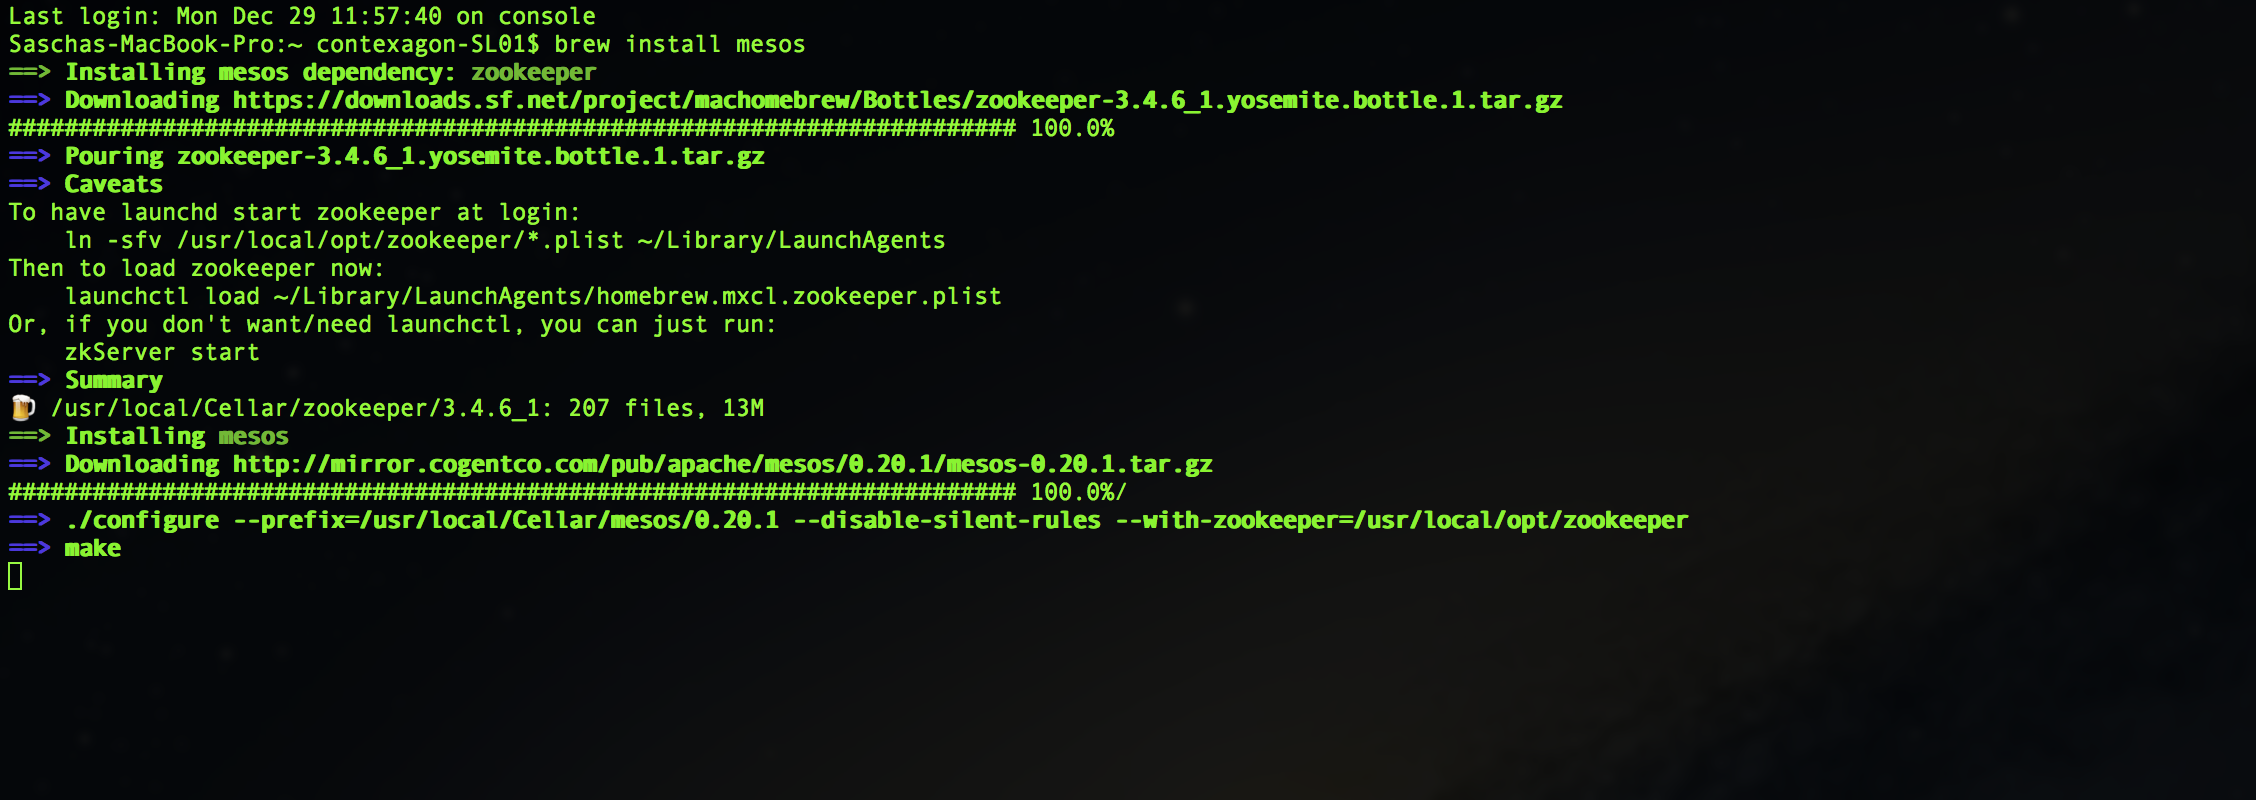 Last login: Mon Dec 29 11:57:40 on console
Saschas-MacBook-Pro:~ contexagon-SL01$ brew install mesos
==> Installing mesos dependency: zookeeper
==> Downloading https://downloads.sf.net/project/machomebrew/Bottles/zookeeper-3.4.6_1.yosemite.bottle.1.tar.gz
######################################################################## 100.0%
==> Pouring zookeeper-3.4.6_1.yosemite.bottle.1.tar.gz
==> Caveats
To have launchd start zookeeper at login:
    ln -sfv /usr/local/opt/zookeeper/*.plist ~/Library/LaunchAgents
Then to load zookeeper now:
    launchctl load ~/Library/LaunchAgents/homebrew.mxcl.zookeeper.plist
Or, if you don't want/need launchctl, you can just run:
    zkServer start
==> Summary
🍺 /usr/local/Cellar/zookeeper/3.4.6_1: 207 files, 13M
==> Installing mesos
==> Downloading http://mirror.cogentco.com/pub/apache/mesos/0.20.1/mesos-0.20.1.tar.gz
######################################################################## 100.0%/
==> ./configure --prefix=/usr/local/Cellar/mesos/0.20.1 --disable-silent-rules --with-zookeeper=/usr/local/opt/zookeeper
==> make